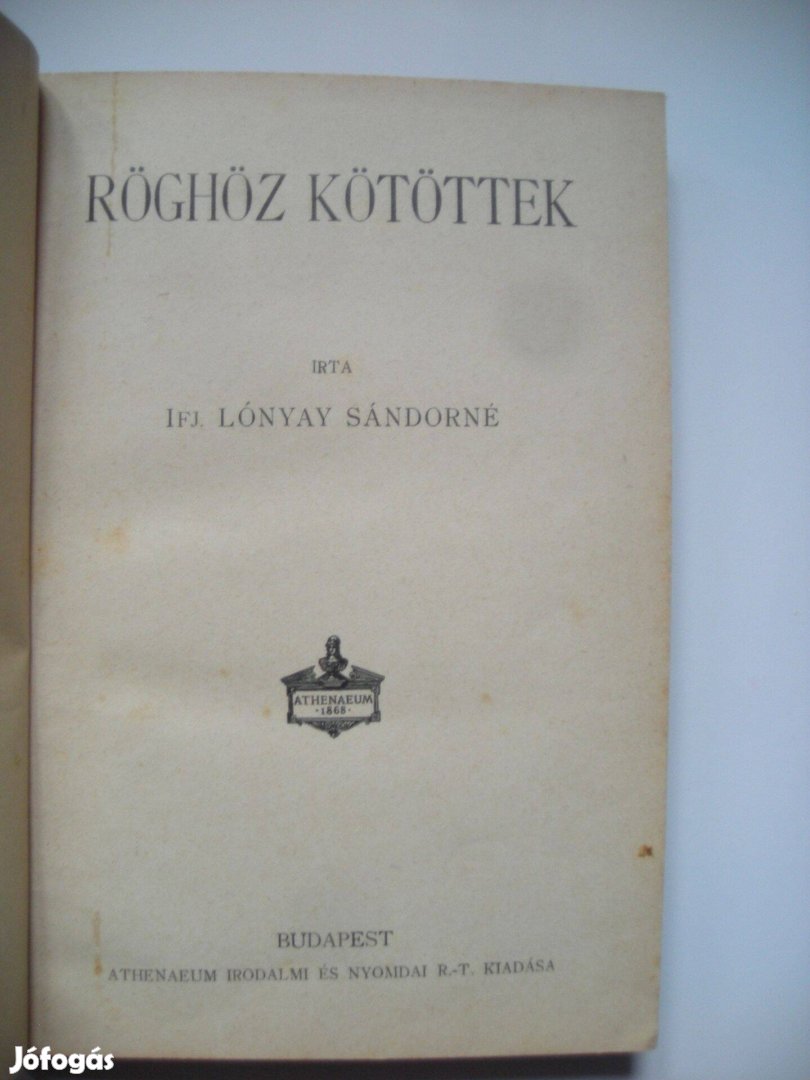 RÖGHÖZ KÖTÖTTEK
IRTA
IFJ. LÓNYAY SÁNDORNÉ
ATHENAEUM
·1868·
BUDAPEST
ATHENAEUM IRODALMI ÉS NYOMDAI R.-T. KIADÁSA
Jófogás